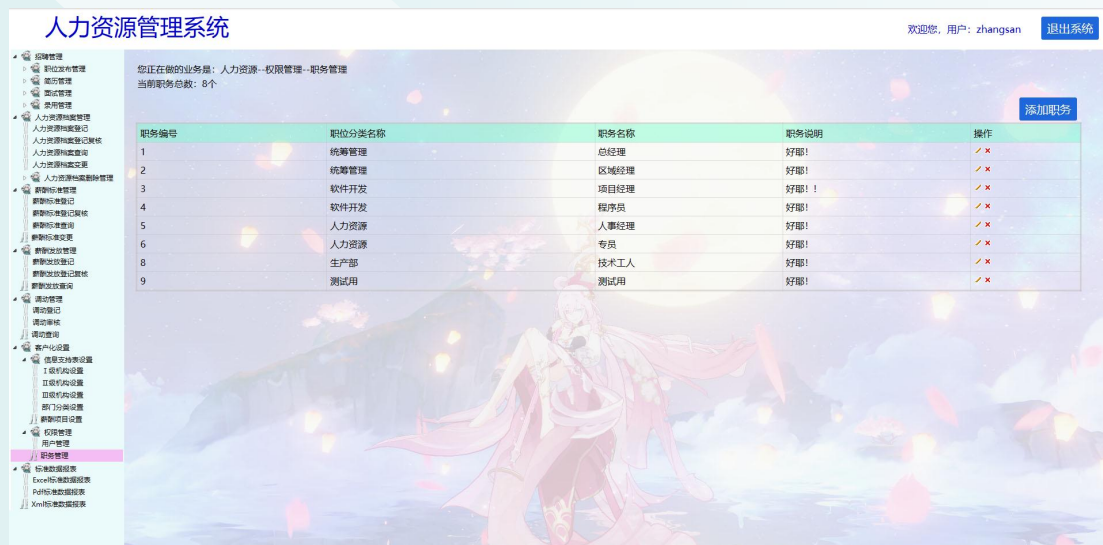 人力资源管理系统
欢迎您，用户：zhangsan
退出系统
招聘管理
职位发布管理
简历管理
面试管理
录用管理
人力资源档案管理
人力资源档案登记
人力资源档案登记复核
人力资源档案查询
人力资源档案变更
人力资源档案删除管理
薪酬标准管理
薪酬标准登记
薪酬标准登记复核
薪酬标准查询
薪酬标准变更
薪酬发放管理
薪酬发放登记
薪酬发放登记复核
薪酬发放查询
调动管理
调动登记
调动审核
调动查询
客户化设置
信息支持表设置
I 级机构设置
II级机构设置
III级机构设置
部门分类设置
薪酬项目设置
权限管理
用户管理
职务管理
标准数据报表
Excel标准数据报表
Pdf标准数据报表
Xml标准数据报表
您正在做的业务是：人力资源--权限管理--职务管理
当前职务总数：8个
添加职务
职务编号 职位分类名称 职务名称 职务说明 操作
1 统筹管理 总经理 好耶！
2 统筹管理 区域经理 好耶！
3 软件开发 项目经理 好耶！！
4 软件开发 程序员 好耶！
5 人力资源 人事经理 好耶！
6 人力资源 专员 好耶！
8 生产部 技术工人 好耶！
9 测试用 测试用 好耶！